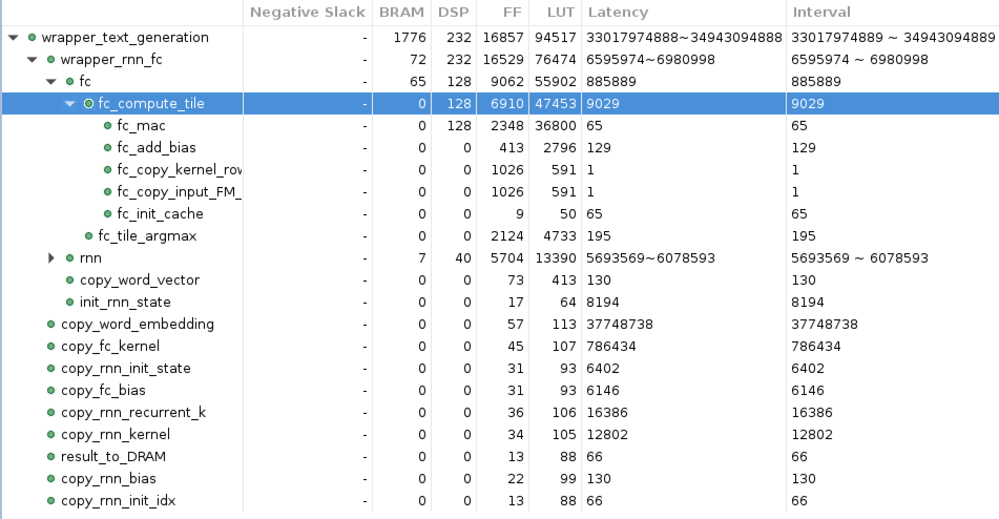 Negative Slack BRAM DSP FF LUT Latency Interval
wrapper_text_generation - 1776 232 16857 94517 33017974888~34943094888 33017974889 ~ 34943094889
wrapper_rnn_fc - 72 232 16529 76474 6595974~6980998 6595974 ~ 6980998
fc - 65 128 9062 55902 885889 885889
fc_compute_tile - 0 128 6910 47453 9029 9029
fc_mac - 0 128 2348 36800 65 65
fc_add_bias - 0 0 413 2796 129 129
fc_copy_kernel_row - 0 0 1026 591 1 1
fc_copy_input_FM_ - 0 0 1026 591 1 1
fc_init_cache - 0 0 9 50 65 65
fc_tile_argmax - 0 0 2124 4733 195 195
rnn - 7 40 5704 13390 5693569~6078593 5693569 ~ 6078593
copy_word_vector - 0 0 73 413 130 130
init_rnn_state - 0 0 17 64 8194 8194
copy_word_embedding - 0 0 57 113 37748738 37748738
copy_fc_kernel - 0 0 45 107 786434 786434
copy_rnn_init_state - 0 0 31 93 6402 6402
copy_fc_bias - 0 0 31 93 6146 6146
copy_rnn_recurrent_k - 0 0 36 106 16386 16386
copy_rnn_kernel - 0 0 34 105 12802 12802
result_to_DRAM - 0 0 13 88 66 66
copy_rnn_bias - 0 0 22 99 130 130
copy_rnn_init_idx - 0 0 13 88 66 66